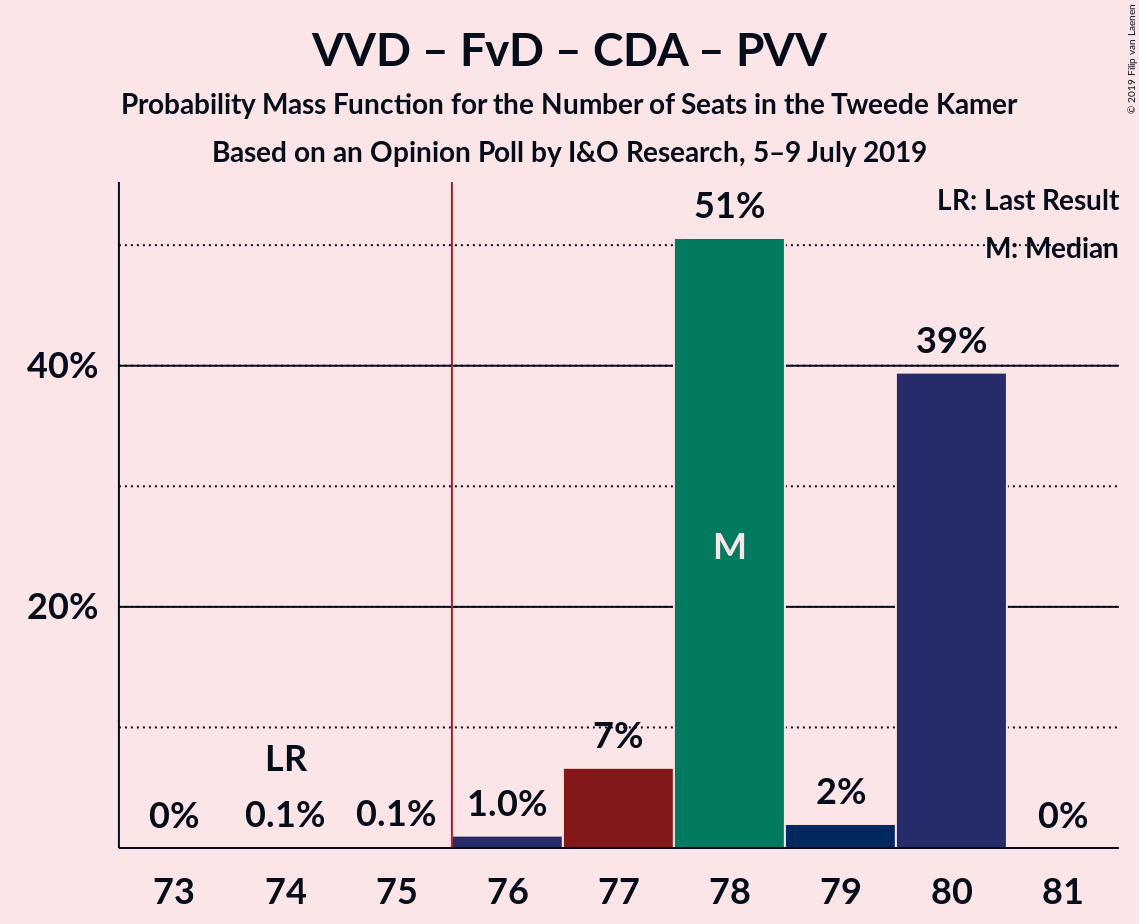 VVD – FvD – CDA – PVV
Probability Mass Function for the Number of Seats in the Tweede Kamer
Based on an Opinion Poll by I&O Research, 5–9 July 2019
© 2019 Filip van Laenen
LR: Last Result
M: Median
51%
39%
40%
M
20%
7%
LR
2%
1.0%
0% 0.1% 0.1% 0%
73 74 75 76 77 78 79 80 81